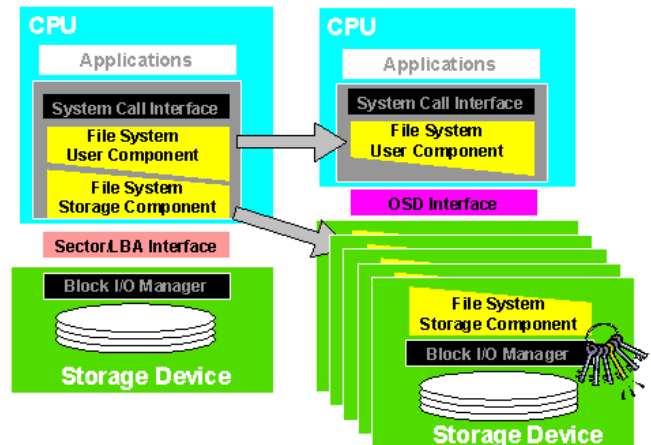 CPU
Applications
System Call Interface
File System
User Component
File System
Storage Component
Sector/LBA Interface
Block I/O Manager
Storage Device
CPU
Applications
System Call Interface
File System
User Component
OSD Interface
File System
Storage Component
Block I/O Manager
Storage Device